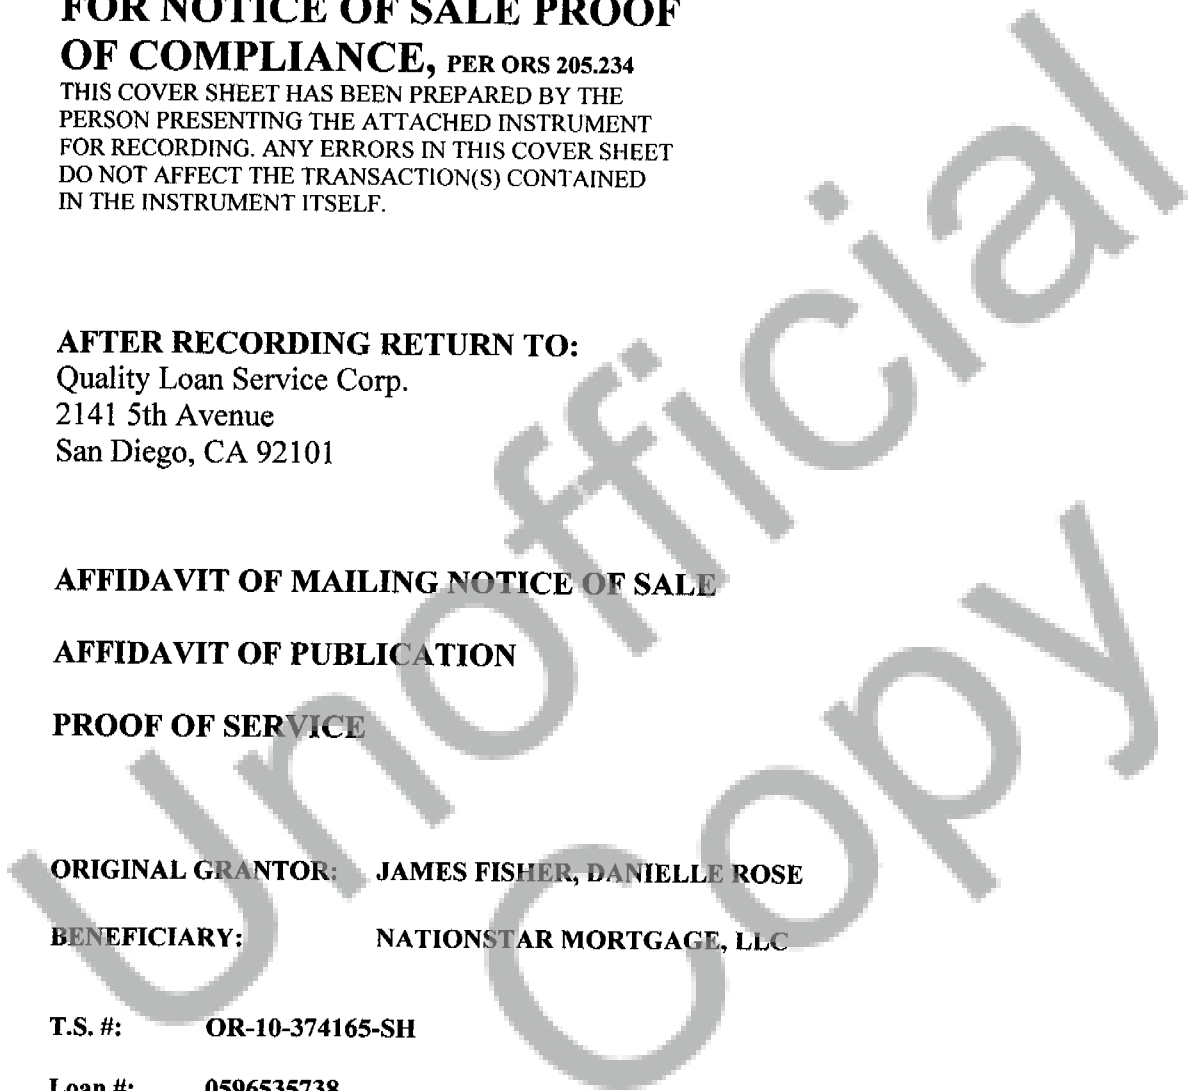 FOR NOTICE OF SALE PROOF
OF COMPLIANCE, PER ORS 205.234
THIS COVER SHEET HAS BEEN PREPARED BY THE
PERSON PRESENTING THE ATTACHED INSTRUMENT
FOR RECORDING. ANY ERRORS IN THIS COVER SHEET
DO NOT AFFECT THE TRANSACTION(S) CONTAINED
IN THE INSTRUMENT ITSELF.
AFTER RECORDING RETURN TO:
Quality Loan Service Corp.
2141 5th Avenue
San Diego, CA 92101
AFFIDAVIT OF MAILING NOTICE OF SALE
AFFIDAVIT OF PUBLICATION
PROOF OF SERVICE
ORIGINAL GRANTOR: JAMES FISHER, DANIELLE ROSE
BENEFICIARY: NATIONSTAR MORTGAGE, LLC
T.S. #: OR-10-374165-SH
Loan #: 0596535738
Unofficial
Copy